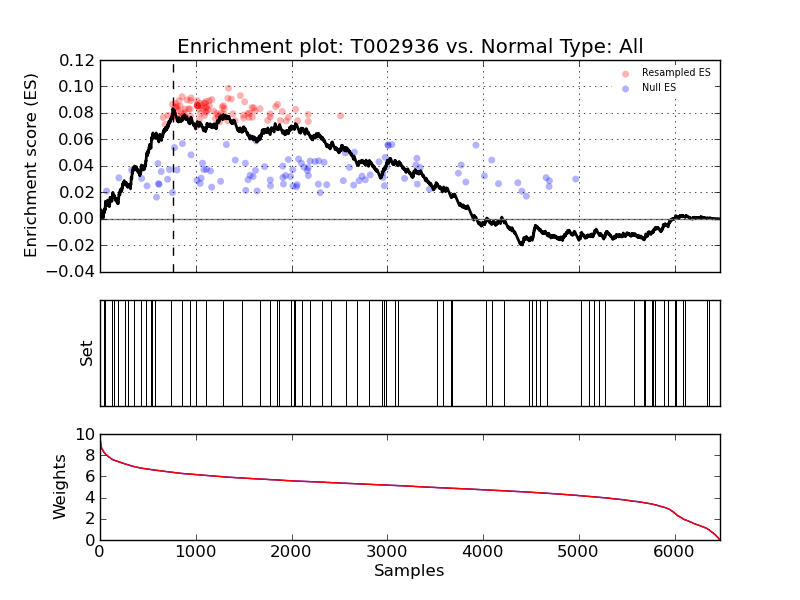 Enrichment plot: T002936 vs. Normal Type: All
Enrichment score (ES)
0.12
0.10
0.08
0.06
0.04
0.02
0.00
−0.02
−0.04
Resampled ES
Null ES
Set
Weights
10
8
6
4
2
0
0 1000 2000 3000 4000 5000 6000
Samples